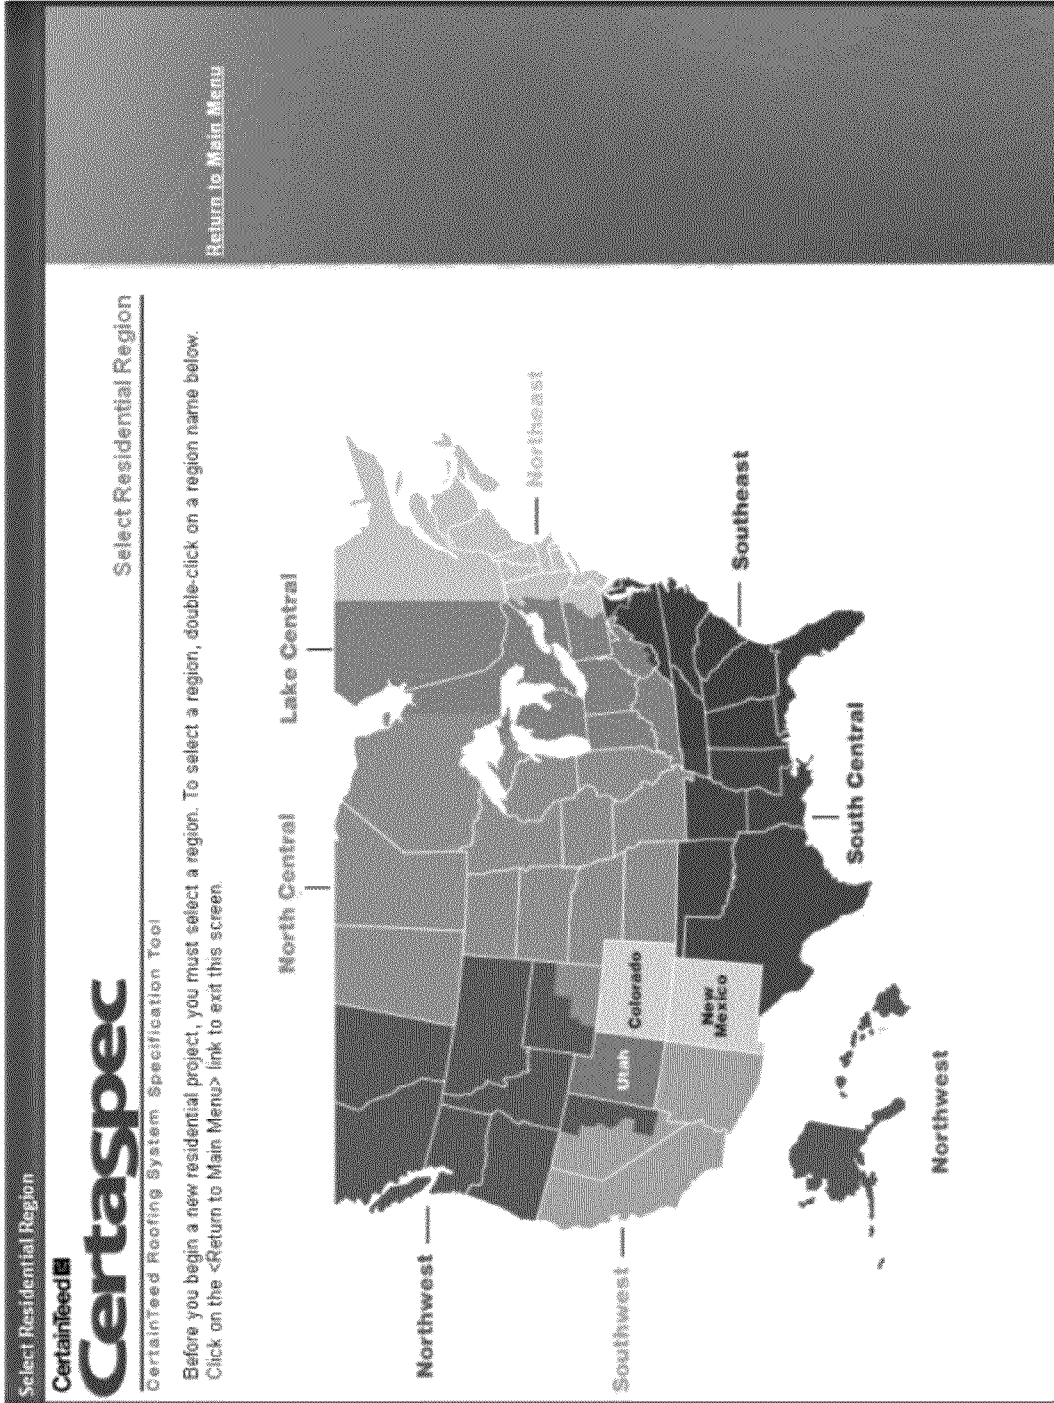 Select Residential Region
CertainTeed
Certaspec
CertainTeed Roofing System Specification Tool
Select Residential Region
Return to Main Menu
Before you begin a new residential project, you must select a region. To select a region, double-click on a region name below.
Click on the <Return to Main Menu> link to exit this screen.
North Central
Lake Central
Northwest
Northeast
Utah
Colorado
New
Mexico
Southwest
Southeast
South Central
Northwest